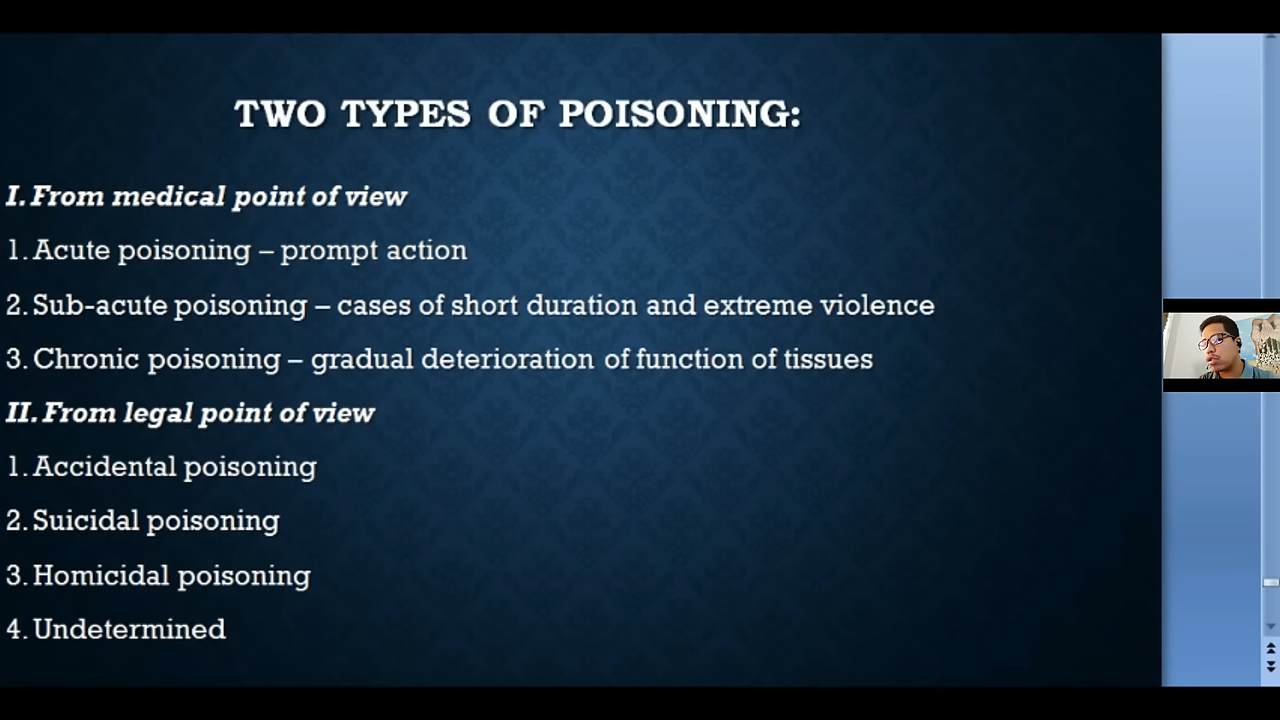 TWO TYPES OF POISONING:
I. From medical point of view
1. Acute poisoning – prompt action
2. Sub-acute poisoning – cases of short duration and extreme violence
3. Chronic poisoning – gradual deterioration of function of tissues
II. From legal point of view
1. Accidental poisoning
2. Suicidal poisoning
3. Homicidal poisoning
4. Undetermined